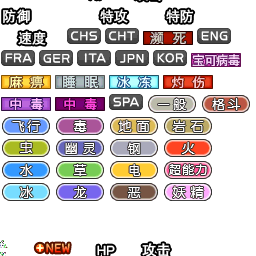 防御 特攻 特防
速度 CHS CHT 濒死 ENG
FRA GER ITA JPN KOR 宝可病毒
麻痹 睡眠 冰冻 灼伤
中毒 中毒 SPA 一般 格斗
飞行 毒 地面 岩石
虫 幽灵 钢 火
水 草 电 超能力
冰 龙 恶 妖精
NEW HP 攻击